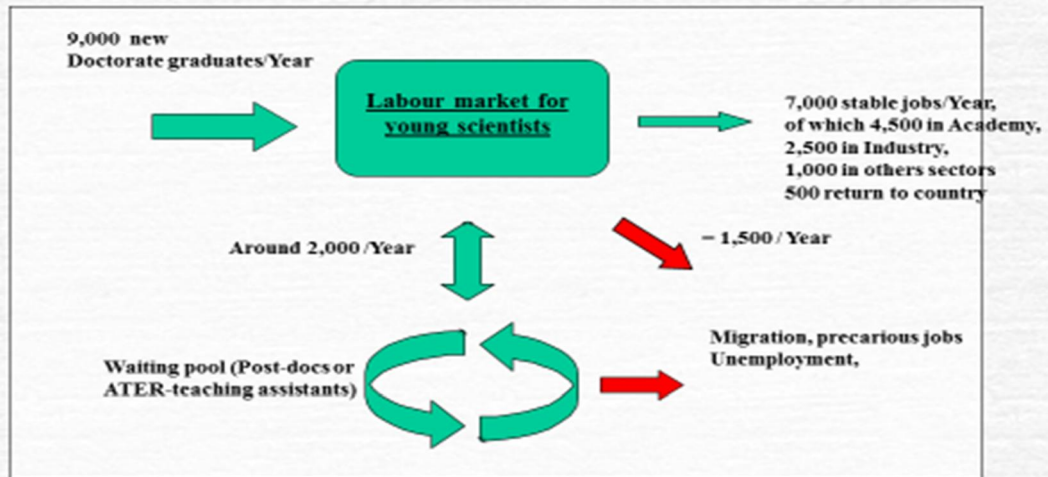 9,000 new
Doctorate graduates/Year
Labour market for
young scientists
7,000 stable jobs/Year,
of which 4,500 in Academy,
2,500 in Industry,
1,000 in others sectors
500 return to country
Around 2,000 /Year
– 1,500 / Year
Migration, precarious jobs
Unemployment,
Waiting pool (Post-docs or
ATER-teaching assistants)